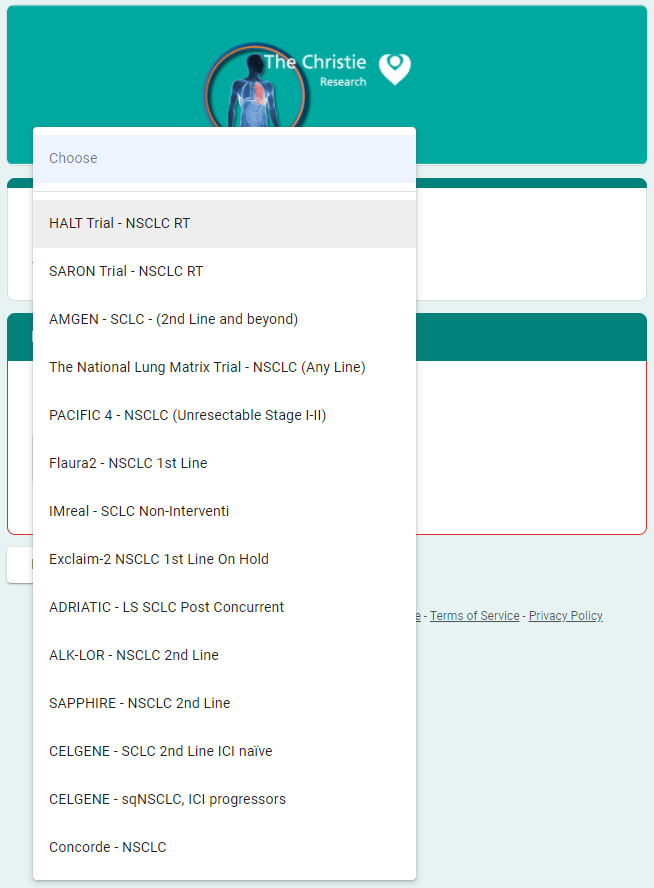 The Christie
Research
Choose
HALT Trial - NSCLC RT
SARON Trial - NSCLC RT
AMGEN - SCLC - (2nd Line and beyond)
The National Lung Matrix Trial - NSCLC (Any Line)
PACIFIC 4 - NSCLC (Unresectable Stage I-II)
Flaura2 - NSCLC 1st Line
IMreal - SCLC Non-Interventi
Exclaim-2 NSCLC 1st Line On Hold
ADRIATIC - LS SCLC Post Concurrent
e - Terms of Service - Privacy Policy
ALK-LOR - NSCLC 2nd Line
SAPPHIRE - NSCLC 2nd Line
CELGENE - SCLC 2nd Line ICI naïve
CELGENE - sqNSCLC, ICI progressors
Concorde - NSCLC